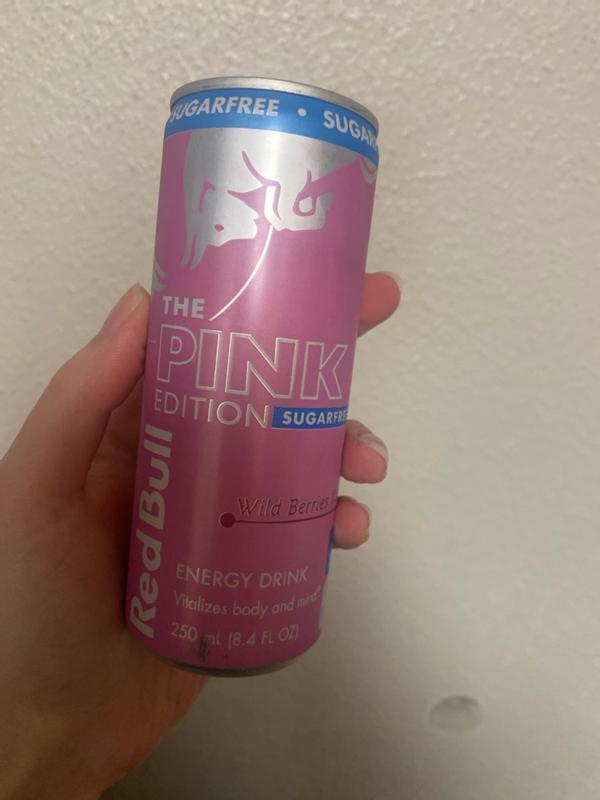 SUGARFREE •
THE
PINK
EDITION SUGARFREE
Red Bull
Wild Berries
ENERGY DRINK
Vitalizes body and mind®
250 mL (8.4 FL OZ)